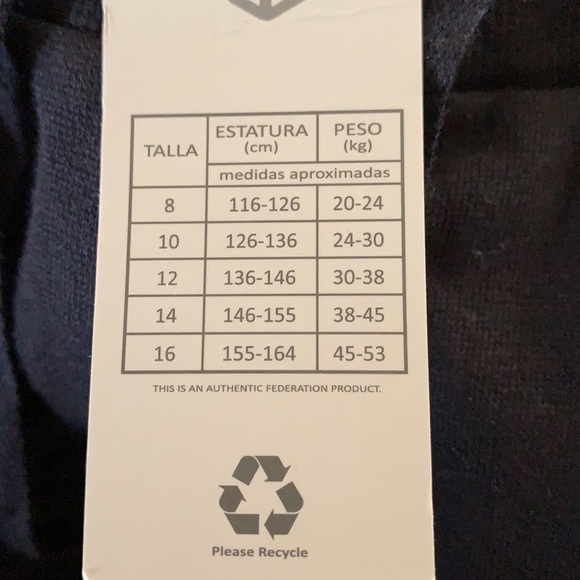 TALLA ESTATURA (cm) PESO (kg)
medidas aproximadas
8 116-126 20-24
10 126-136 24-30
12 136-146 30-38
14 146-155 38-45
16 155-164 45-53
THIS IS AN AUTHENTIC FEDERATION PRODUCT.
Please Recycle